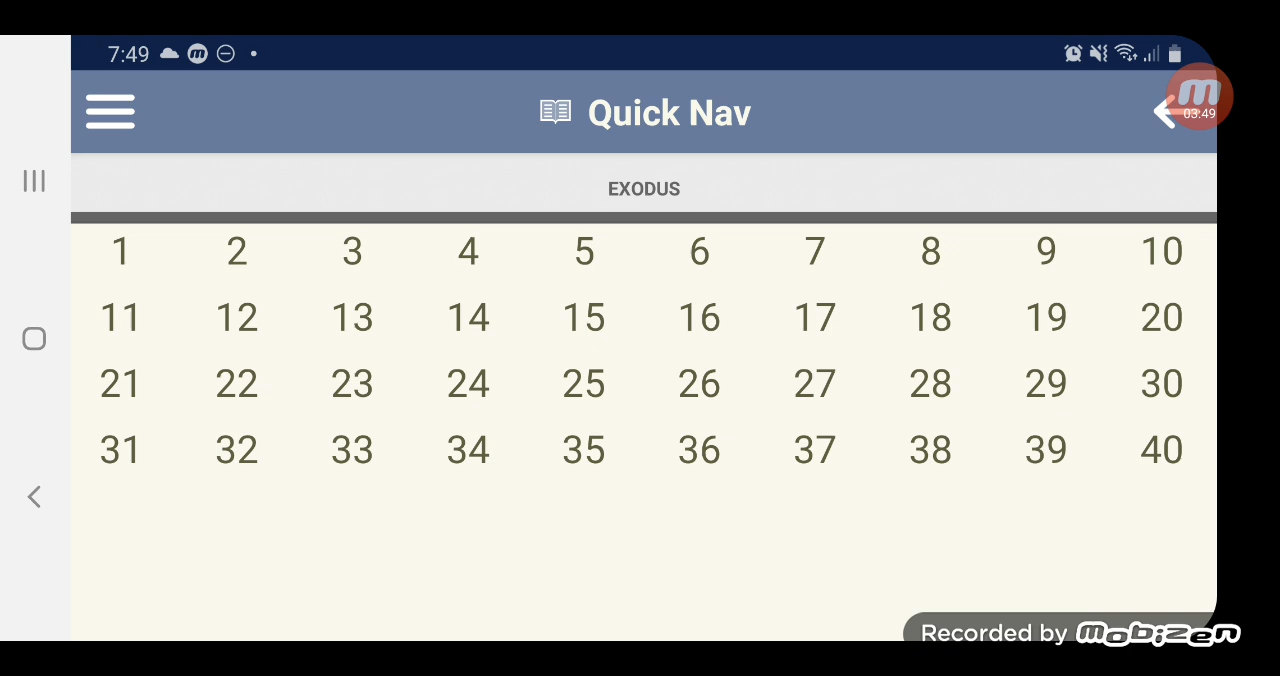 7:49
Quick Nav
03:49
EXODUS
1 2 3 4 5 6 7 8 9 10
11 12 13 14 15 16 17 18 19 20
21 22 23 24 25 26 27 28 29 30
31 32 33 34 35 36 37 38 39 40
Recorded by Mobizen